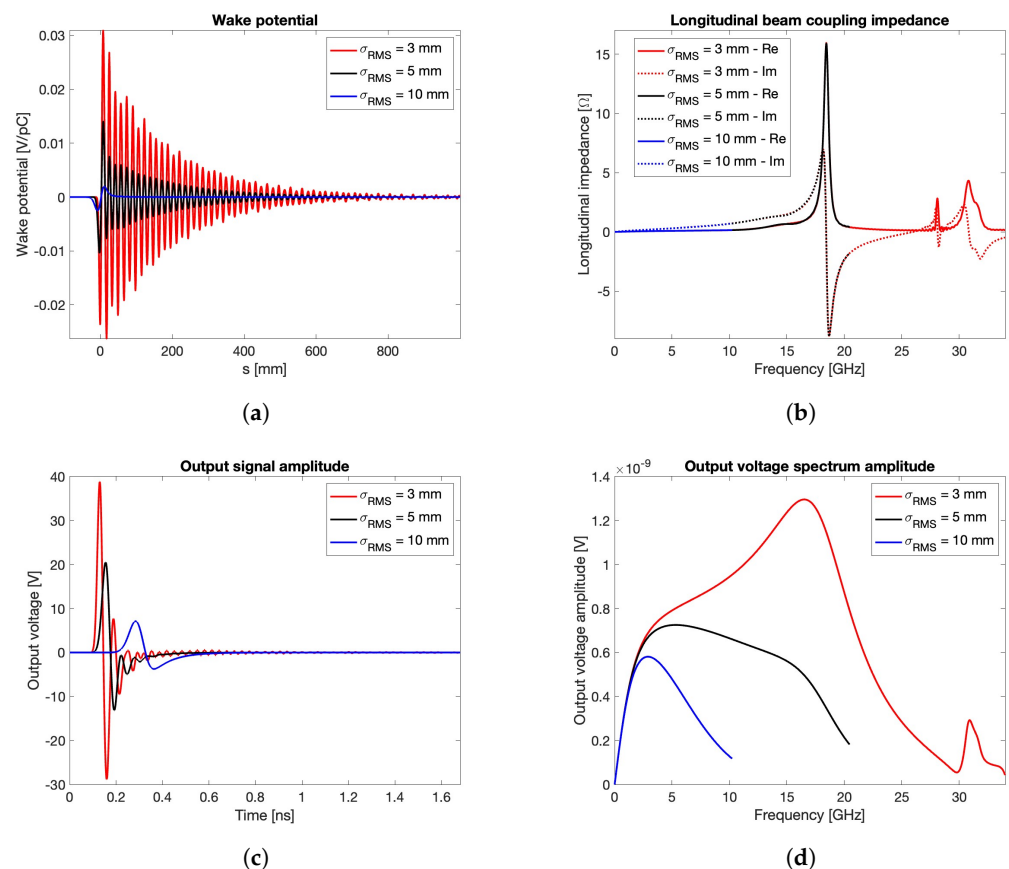 Wake potential
Wake potential [V/pC]
0.03
0.02
0.01
0
-0.01
-0.02
0 200 400 600 800
s [mm]
σRMS = 3 mm
σRMS = 5 mm
σRMS = 10 mm
(a)
Longitudinal beam coupling impedance
Longitudinal impedance [Ω]
15
10
5
0
-5
0 5 10 15 20 25 30
Frequency [GHz]
σRMS = 3 mm - Re
σRMS = 3 mm - Im
σRMS = 5 mm - Re
σRMS = 5 mm - Im
σRMS = 10 mm - Re
σRMS = 10 mm - Im
(b)
Output signal amplitude
Output voltage [V]
40
30
20
10
0
-10
-20
-30
0 0.2 0.4 0.6 0.8 1 1.2 1.4 1.6
Time [ns]
σRMS = 3 mm
σRMS = 5 mm
σRMS = 10 mm
(c)
Output voltage spectrum amplitude
×10-9
Output voltage amplitude [V]
1.4
1.2
1
0.8
0.6
0.4
0.2
0
0 5 10 15 20 25 30
Frequency [GHz]
σRMS = 3 mm
σRMS = 5 mm
σRMS = 10 mm
(d)